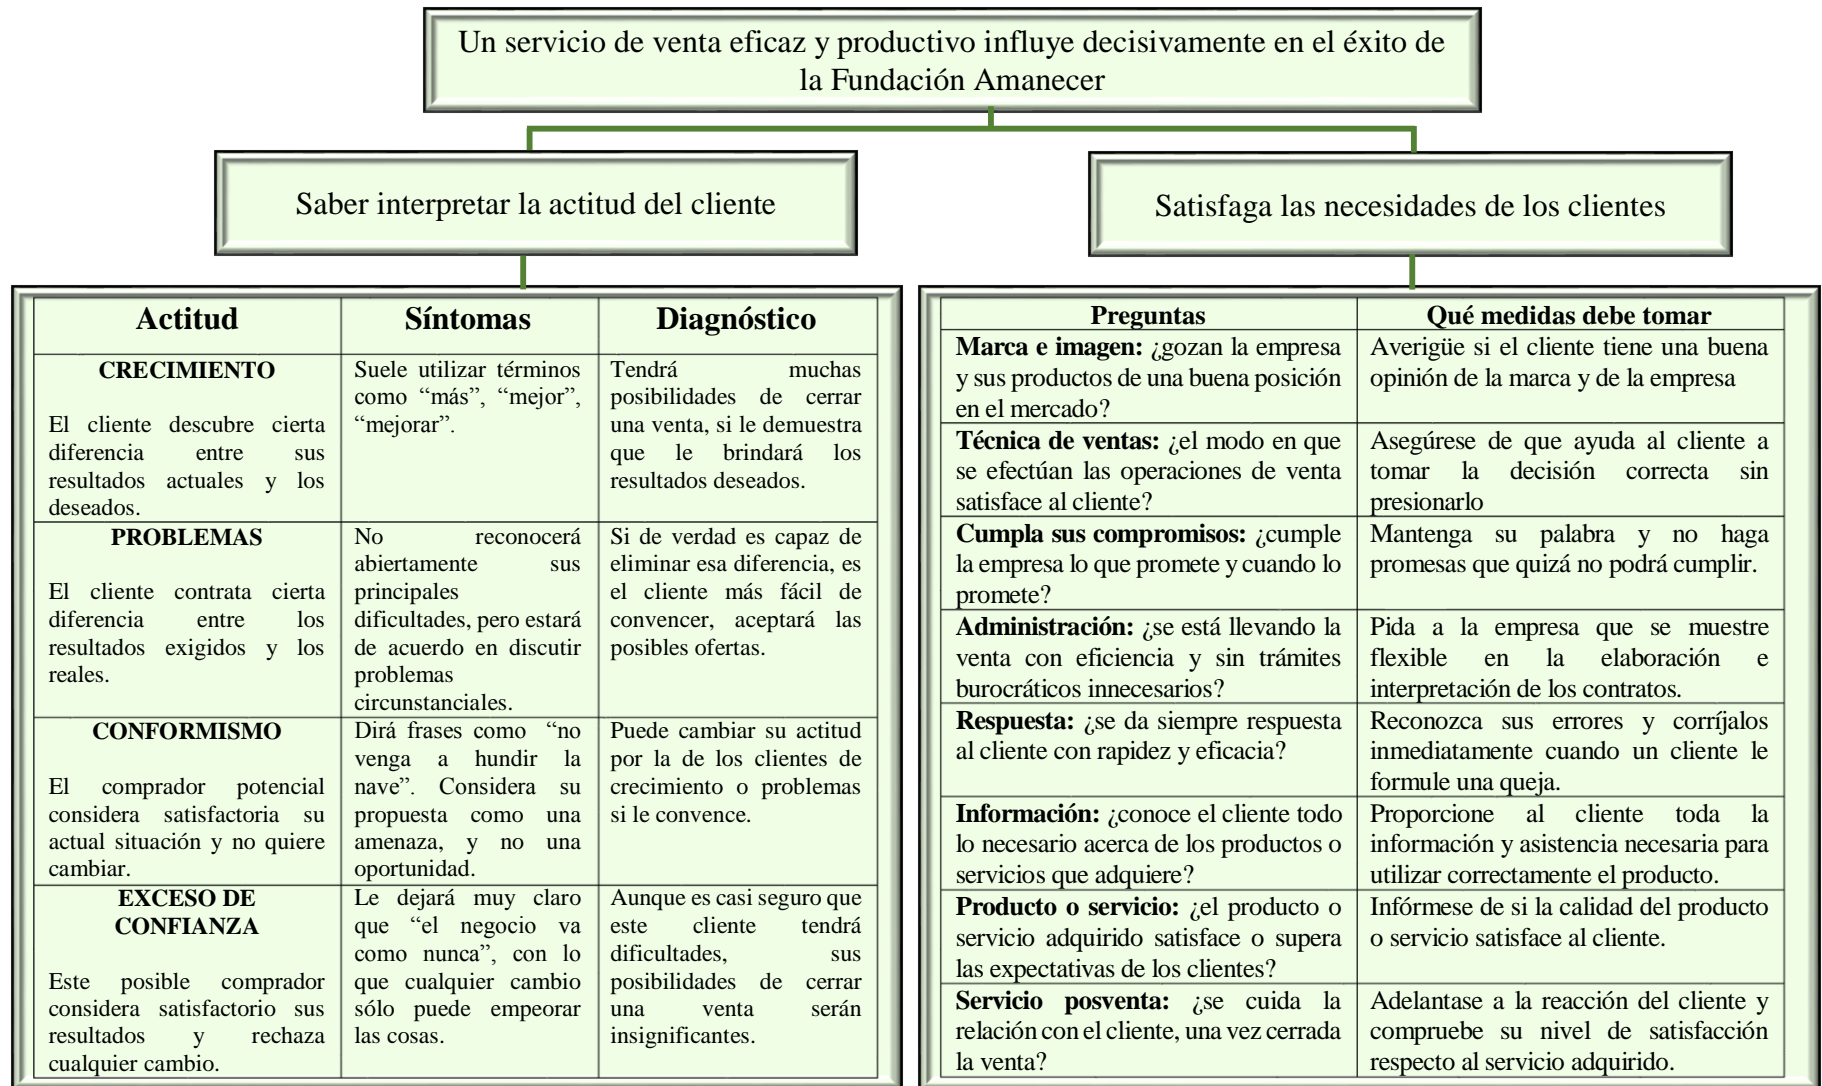 Un servicio de venta eficaz y productivo influye decisivamente en el éxito de
la Fundación Amanecer
Saber interpretar la actitud del cliente
Satisfaga las necesidades de los clientes
Actitud
Síntomas
Diagnóstico
CRECIMIENTO
El cliente descubre cierta
diferencia entre sus
resultados actuales y los
deseados.
Suele utilizar términos
como “más”, “mejor”,
“mejorar”.
Tendrá muchas
posibilidades de cerrar
una venta, si le demuestra
que le brindará los
resultados deseados.
PROBLEMAS
El cliente contrata cierta
diferencia entre los
resultados exigidos y los
reales.
No reconocerá
abiertamente sus
principales
dificultades, pero estará
de acuerdo en discutir
problemas
circunstanciales.
Si de verdad es capaz de
eliminar esa diferencia, es
el cliente más fácil de
convencer, aceptará las
posibles ofertas.
CONFORMISMO
El comprador potencial
considera satisfactoria su
actual situación y no quiere
cambiar.
Dirá frases como “no
venga a hundir la
nave”. Considera su
propuesta como una
amenaza, y no una
oportunidad.
Puede cambiar su actitud
por la de los clientes de
crecimiento o problemas
si le convence.
EXCESO DE
CONFIANZA
Este posible comprador
considera satisfactorio sus
resultados y rechaza
cualquier cambio.
Le dejará muy claro
que “el negocio va
como nunca”, con lo
que cualquier cambio
sólo puede empeorar
las cosas.
Aunque es casi seguro que
este cliente tendrá
dificultades, sus
posibilidades de cerrar
una venta serán
insignificantes.
Preguntas
Qué medidas debe tomar
Marca e imagen: ¿gozan la empresa
y sus productos de una buena posición
en el mercado?
Averigüe si el cliente tiene una buena
opinión de la marca y de la empresa
Técnica de ventas: ¿el modo en que
se efectúan las operaciones de venta
satisface al cliente?
Asegúrese de que ayuda al cliente a
tomar la decisión correcta sin
presionarlo
Cumpla sus compromisos: ¿cumple
la empresa lo que promete y cuando lo
promete?
Mantenga su palabra y no haga
promesas que quizá no podrá cumplir.
Administración: ¿se está llevando la
venta con eficiencia y sin trámites
burocráticos innecesarios?
Pida a la empresa que se muestre
flexible en la elaboración e
interpretación de los contratos.
Respuesta: ¿se da siempre respuesta
al cliente con rapidez y eficacia?
Reconozca sus errores y corríjalos
inmediatamente cuando un cliente le
formule una queja.
Información: ¿conoce el cliente todo
lo necesario acerca de los productos o
servicios que adquiere?
Proporcione al cliente toda la
información y asistencia necesaria para
utilizar correctamente el producto.
Producto o servicio: ¿el producto o
servicio adquirido satisface o supera
las expectativas de los clientes?
Infórmese de si la calidad del producto
o servicio satisface al cliente.
Servicio posventa: ¿se cuida la
relación con el cliente, una vez cerrada
la venta?
Adelantase a la reacción del cliente y
compruebe su nivel de satisfacción
respecto al servicio adquirido.